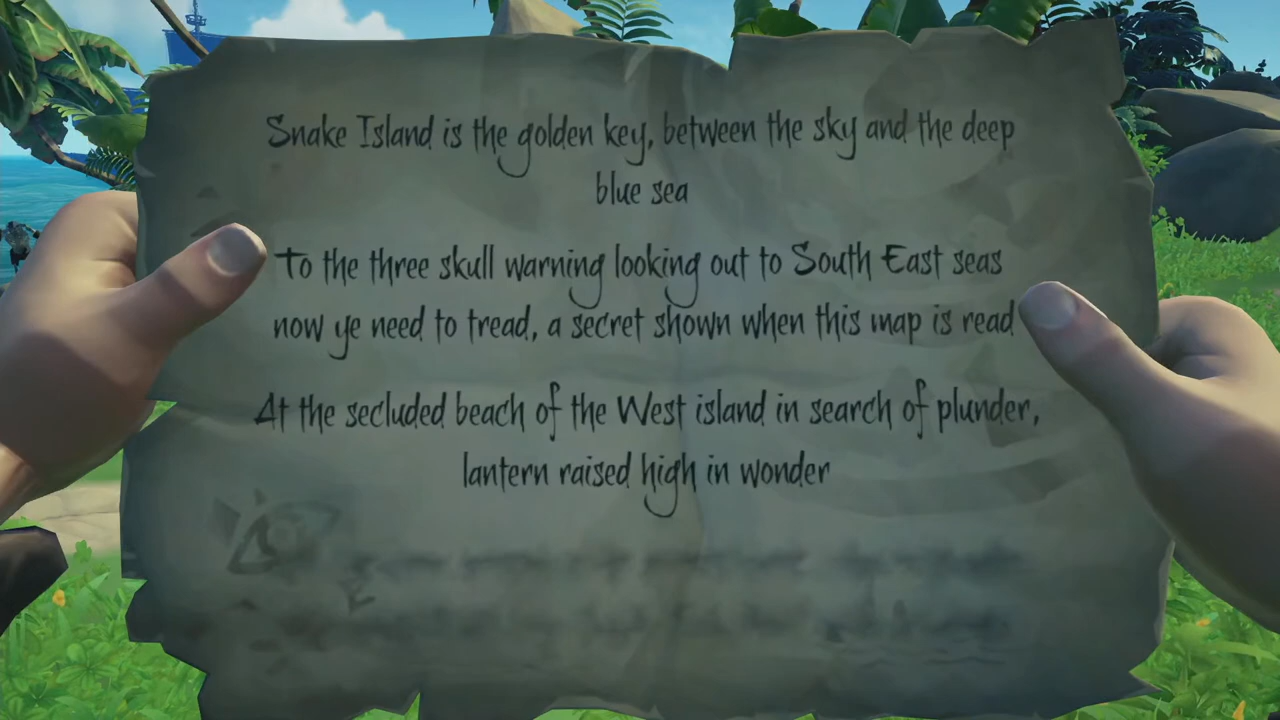 Snake Island is the golden key, between the sky and the deep
blue sea
To the three skull warning looking out to South East seas
now ye need to tread, a secret shown when this map is read
At the secluded beach of the West island in search of plunder,
lantern raised high in wonder